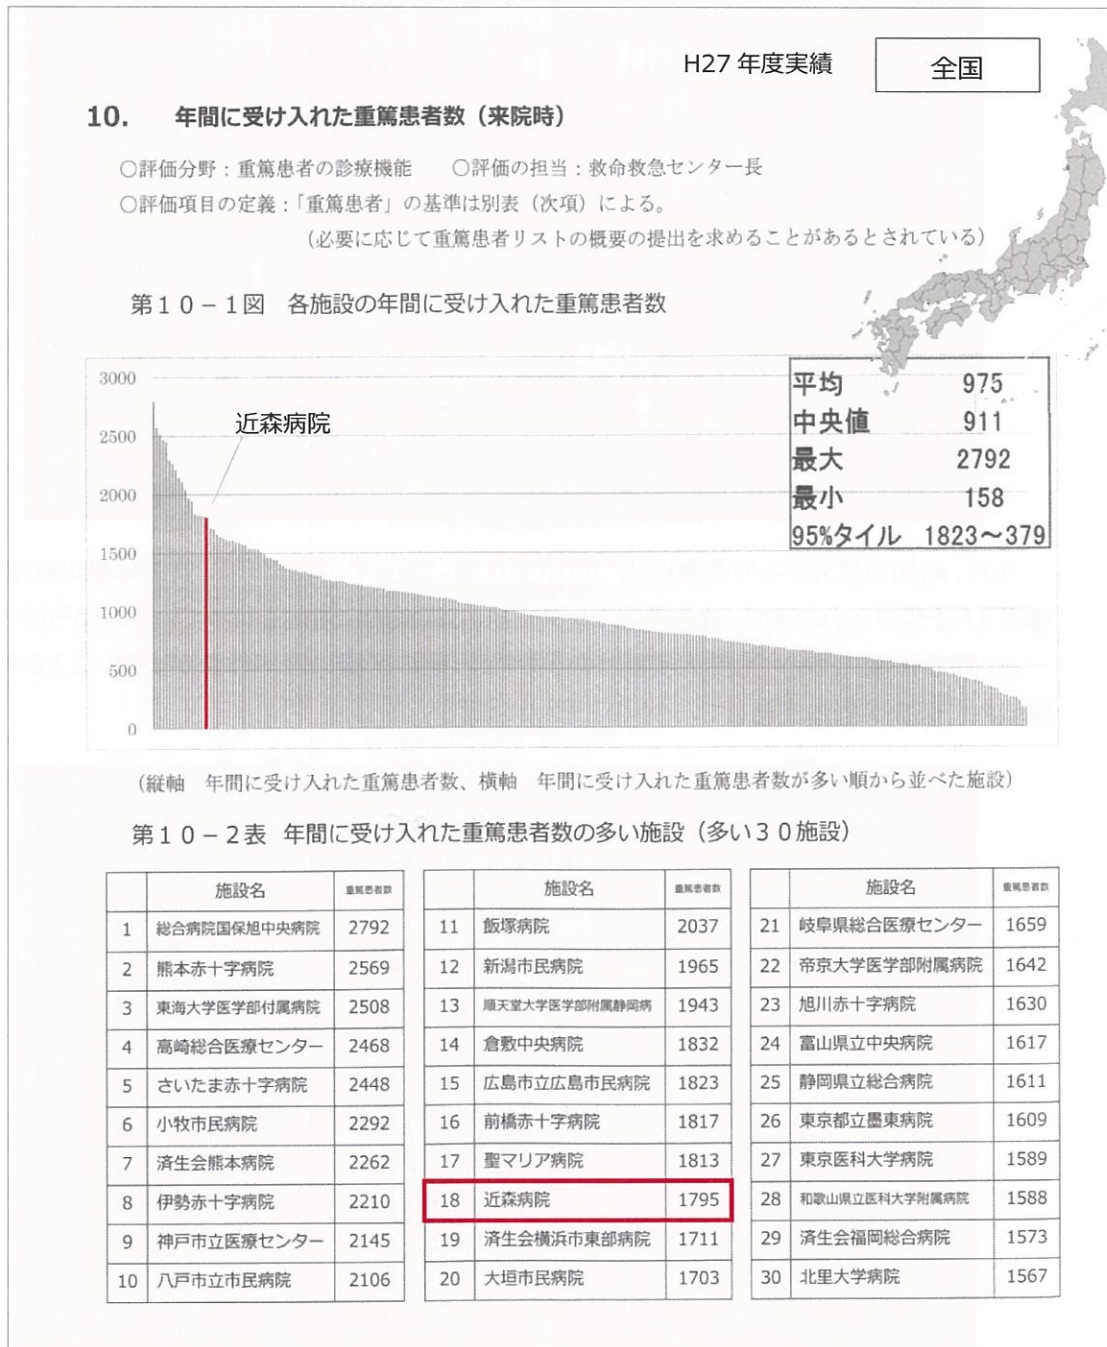 H27 年度実績
全国
10. 年間に受け入れた重篤患者数（来院時）
○評価分野：重篤患者の診療機能 ○評価の担当：救命救急センター長
○評価項目の定義：「重篤患者」の基準は別表（次項）による。
（必要に応じて重篤患者リストの概要の提出を求めることがあるとされている）
第１０－１図 各施設の年間に受け入れた重篤患者数
3000
2500
2000
1500
1000
500
0
近森病院
平均 975
中央値 911
最大 2792
最小 158
95%タイル 1823～379
（縦軸 年間に受け入れた重篤患者数、横軸 年間に受け入れた重篤患者数が多い順から並べた施設）
第１０－２表 年間に受け入れた重篤患者数の多い施設（多い３０施設）
施設名 重篤患者数
1 総合病院国保旭中央病院 2792
2 熊本赤十字病院 2569
3 東海大学医学部付属病院 2508
4 高崎総合医療センター 2468
5 さいたま赤十字病院 2448
6 小牧市民病院 2292
7 済生会熊本病院 2262
8 伊勢赤十字病院 2210
9 神戸市立医療センター 2145
10 八戸市立市民病院 2106
施設名 重篤患者数
11 飯塚病院 2037
12 新潟市民病院 1965
13 順天堂大学医学部附属静岡病 1943
14 倉敷中央病院 1832
15 広島市立広島市民病院 1823
16 前橋赤十字病院 1817
17 聖マリア病院 1813
18 近森病院 1795
19 済生会横浜市東部病院 1711
20 大垣市民病院 1703
施設名 重篤患者数
21 岐阜県総合医療センター 1659
22 帝京大学医学部附属病院 1642
23 旭川赤十字病院 1630
24 富山県立中央病院 1617
25 静岡県立総合病院 1611
26 東京都立墨東病院 1609
27 東京医科大学病院 1589
28 和歌山県立医科大学附属病院 1588
29 済生会福岡総合病院 1573
30 北里大学病院 1567